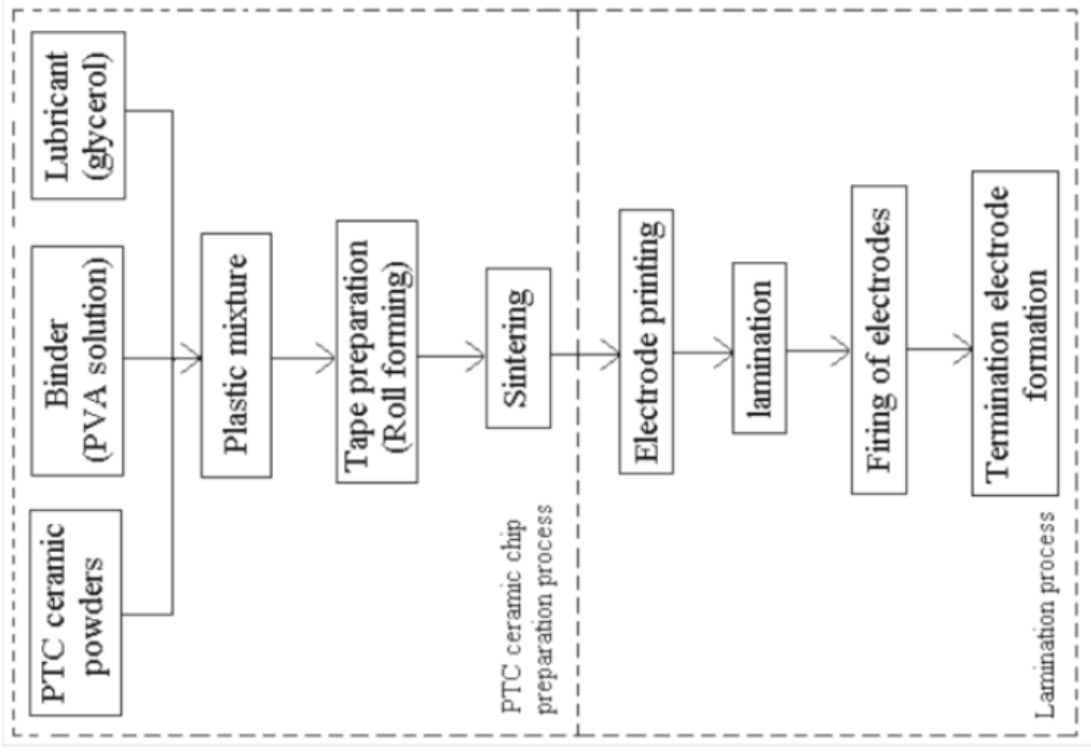 PTC ceramic
powders
Binder
(PVA solution)
Lubricant
(glycerol)
Plastic mixture
Tape preparation
(Roll forming)
Sintering
PTC ceramic chip
preparation process
Electrode printing
lamination
Firing of electrodes
Termination electrode
formation
Lamination process